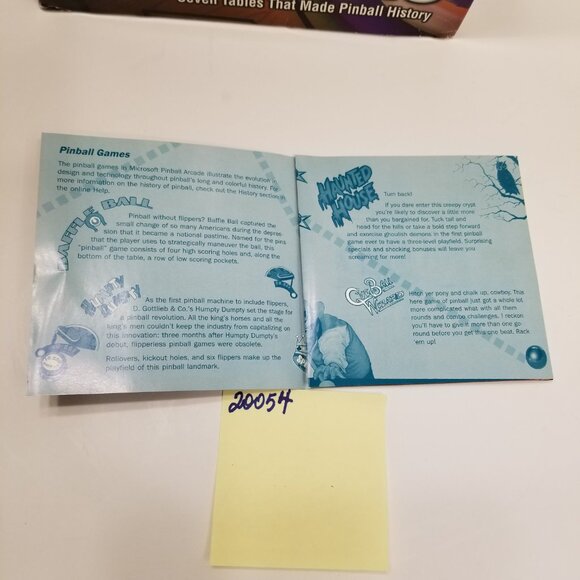 Seven Tables That Made Pinball History
Pinball Games
The pinball games in Microsoft Pinball Arcade illustrate the evolution in
design and technology throughout pinball's long and colorful history. For
more information on the history of pinball, check out the History section in
the online Help.
BAFFLE BALL
Pinball without flippers? Baffle Ball captured the
small change of so many Americans during the depres-
sion that it became a national pastime. Named for the pins
that the player uses to strategically maneuver the ball, this
"pinball" game consists of four high scoring holes and, along the
bottom of the table, a row of low scoring pockets.
HUMPTY DUMPTY
As the first pinball machine to include flippers,
D. Gottlieb & Co.'s Humpty Dumpty set the stage for
a pinball revolution. All the king's horses and all the
king's men couldn't keep the industry from capitalizing on
this innovation: three months after Humpty Dumpty's
debut, flipperless pinball games were obsolete.
Rollovers, kickout holes, and six flippers make up the
playfield of this pinball landmark.
HAUNTED HOUSE
Turn back!
If you dare enter this creepy crypt
you're likely to discover a little more
than you bargained for. Tuck tail and
head for the hills or take a bold step forward
and exorcise ghoulish demons in the first pinball
game ever to have a three-level playfield. Surprising
specials and shocking bonuses will leave you
screaming for more!
CUE BALL WIZARD
Hitch yer pony and chalk up, cowboy. This
here game of pinball just got a whole lot
more complicated what with all them
rounds and combo challenges. I reckon
you'll have to give it more than one go-
round before you get this one beat. Rack
'em up!
20054